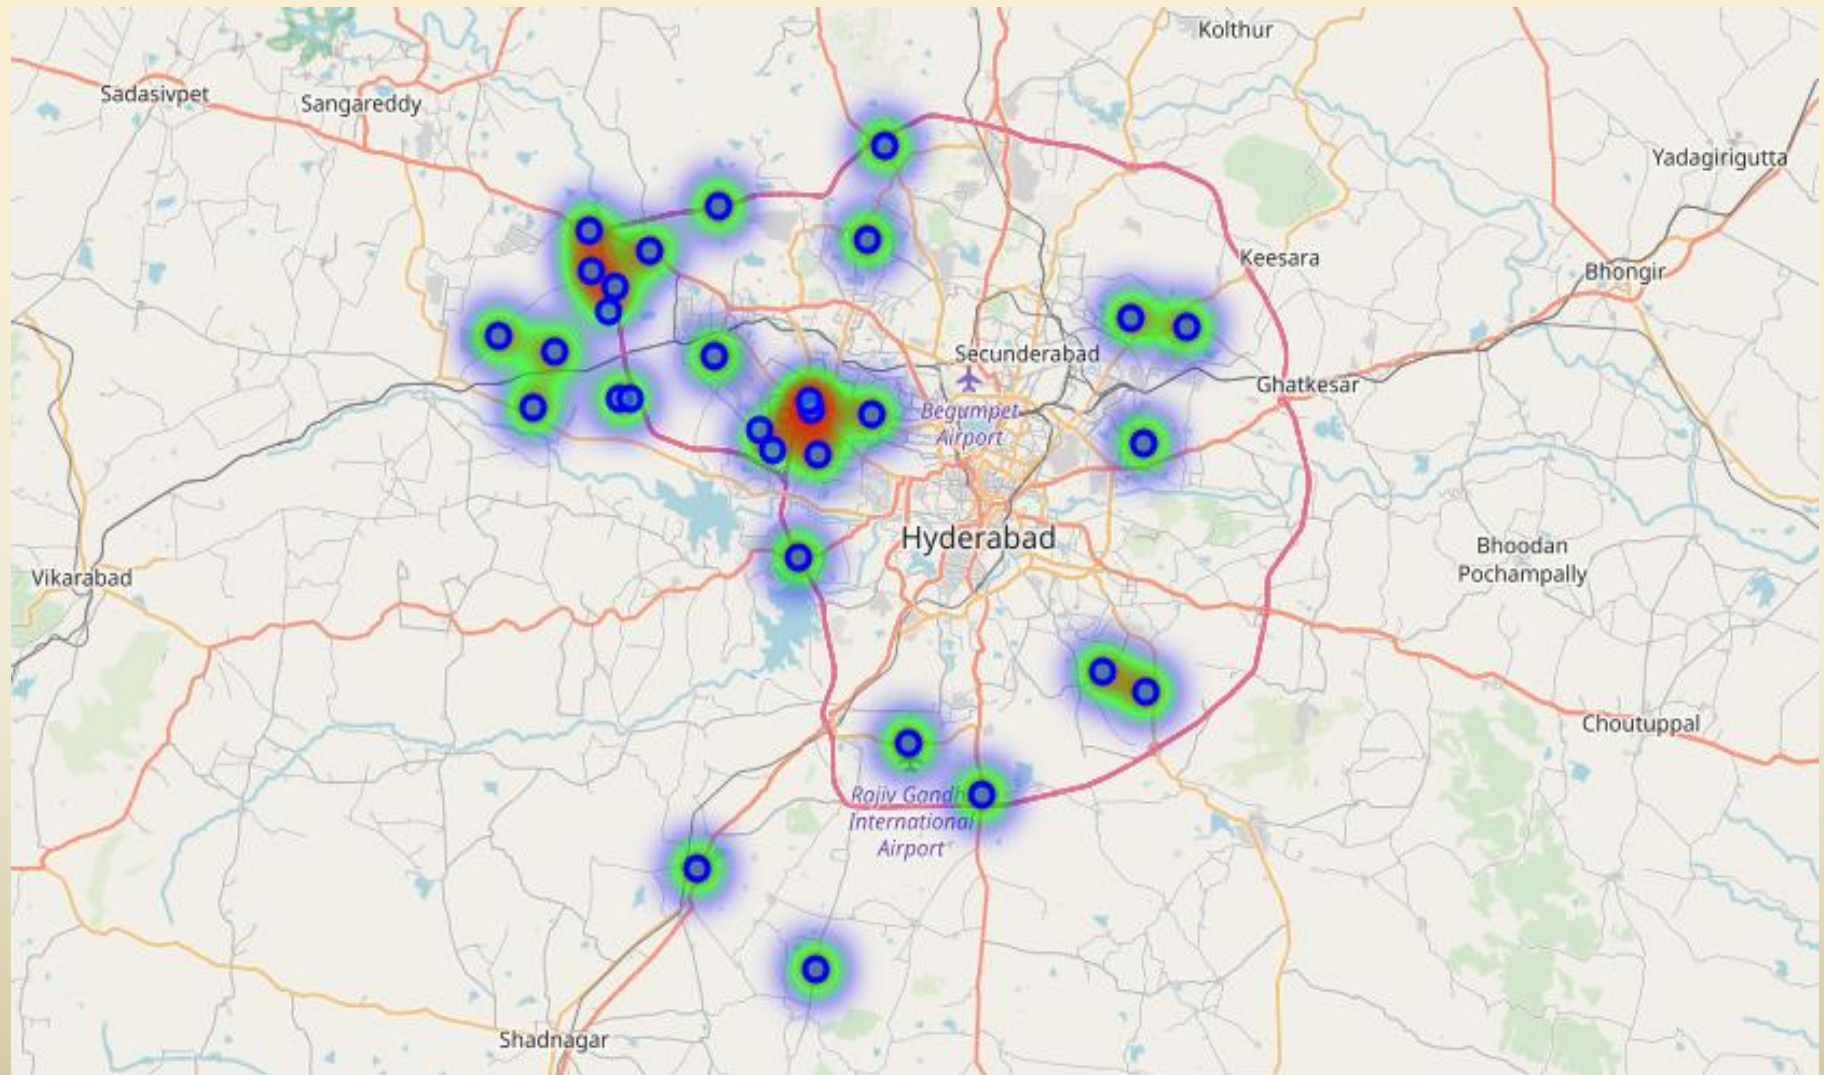 Kolthur
Sadasivpet
Sangareddy
Yadagirigutta
Keesara
Bhongir
Secunderabad
Ghatkesar
Begumpet
Airport
Hyderabad
Bhoodan
Pochampally
Vikarabad
Choutuppal
Rajiv Gandh
International
Airport
Shadnagar